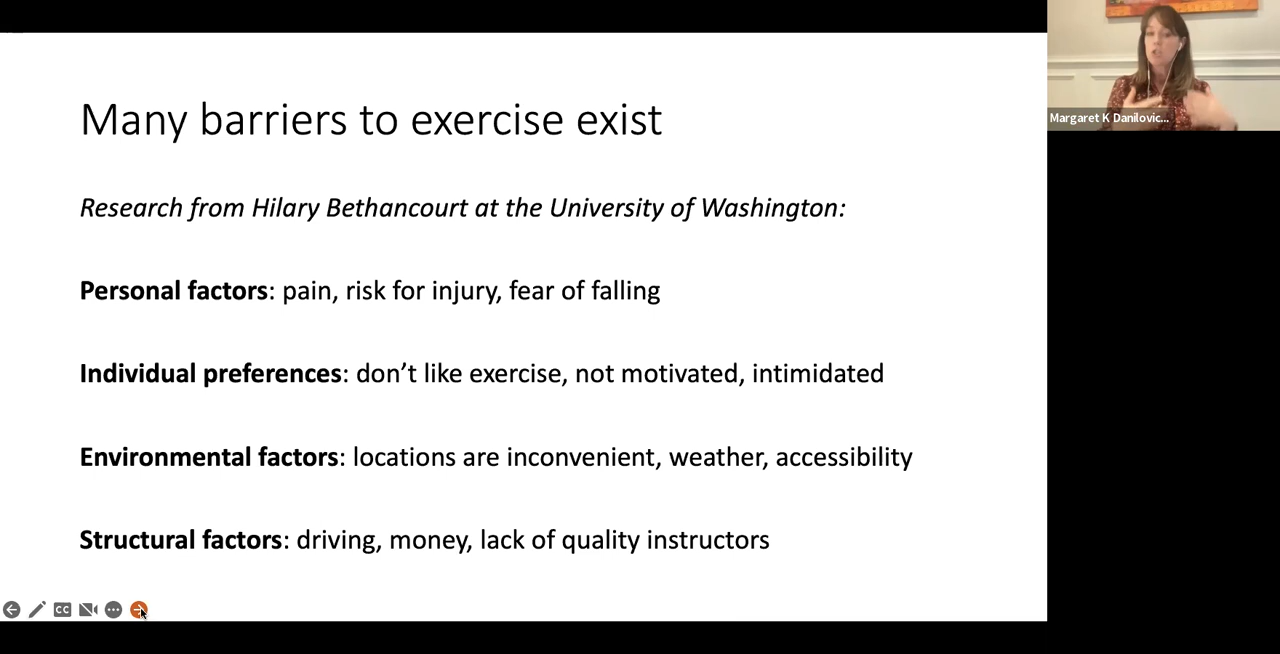 Many barriers to exercise exist
Research from Hilary Bethancourt at the University of Washington:
Personal factors: pain, risk for injury, fear of falling
Individual preferences: don’t like exercise, not motivated, intimidated
Environmental factors: locations are inconvenient, weather, accessibility
Structural factors: driving, money, lack of quality instructors
CC
Margaret K Danilovic...